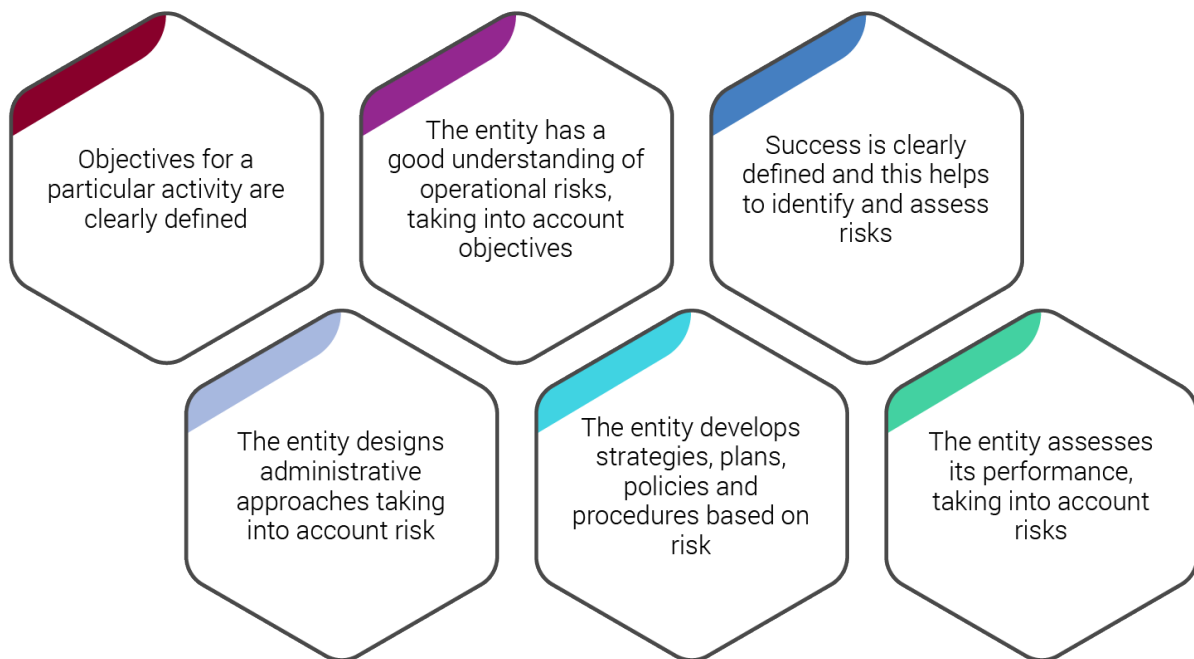 Objectives for a
particular activity are
clearly defined
The entity has a
good understanding of
operational risks,
taking into account
objectives
Success is clearly
defined and this helps
to identify and assess
risks
The entity designs
administrative
approaches taking
into account risk
The entity develops
strategies, plans,
policies and
procedures based on
risk
The entity assesses
its performance,
taking into account
risks